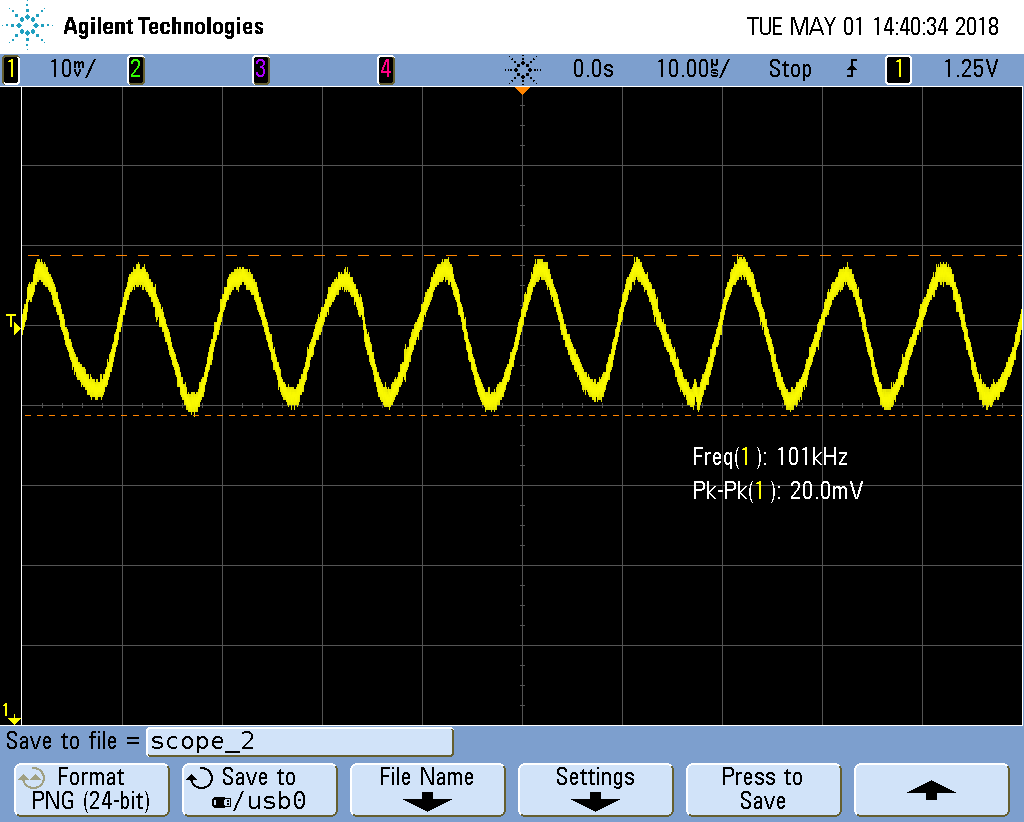 Agilent Technologies TUE MAY 01 14:40:34 2018
1 10mV/ 2 3 4 0.0s 10.00µs/ Stop 1 1.25V
T
Freq(1): 101kHz
Pk-Pk(1): 20.0mV
1
Save to file = scope_2
Format Save to File Name Settings Press to
PNG (24-bit) /usb0 Save